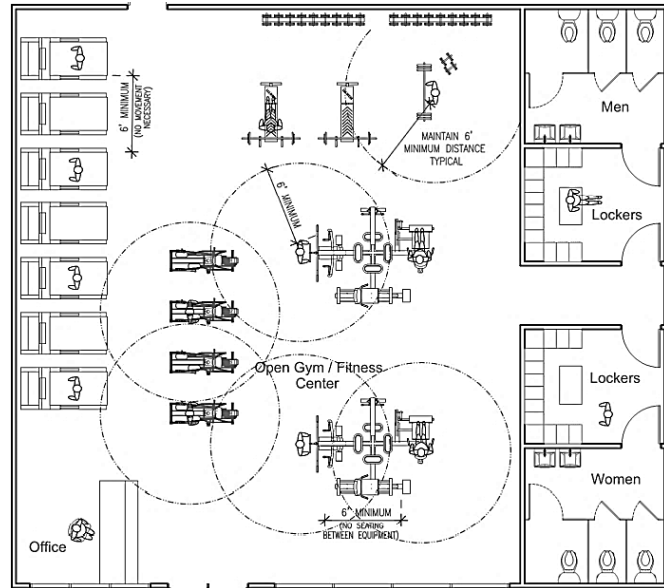 6' MINIMUM
(NO MOVEMENT
NECESSARY)
MAINTAIN 6'
MINIMUM DISTANCE
TYPICAL
Men
6' MINIMUM
Lockers
Open Gym / Fitness
Center
Lockers
Women
6' MINIMUM
(NO SEWING
BETWEEN EQUIPMENT)
Office